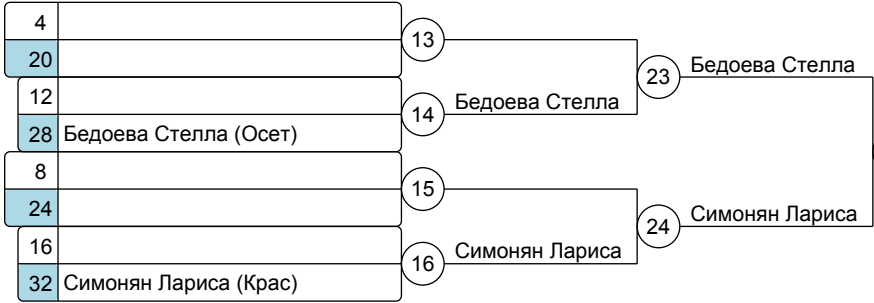 4
13
20
23 Бедоева Стелла
12
14 Бедоева Стелла
28 Бедоева Стелла (Осет)
8
15
24
24 Симонян Лариса
16
16 Симонян Лариса
32 Симонян Лариса (Крас)